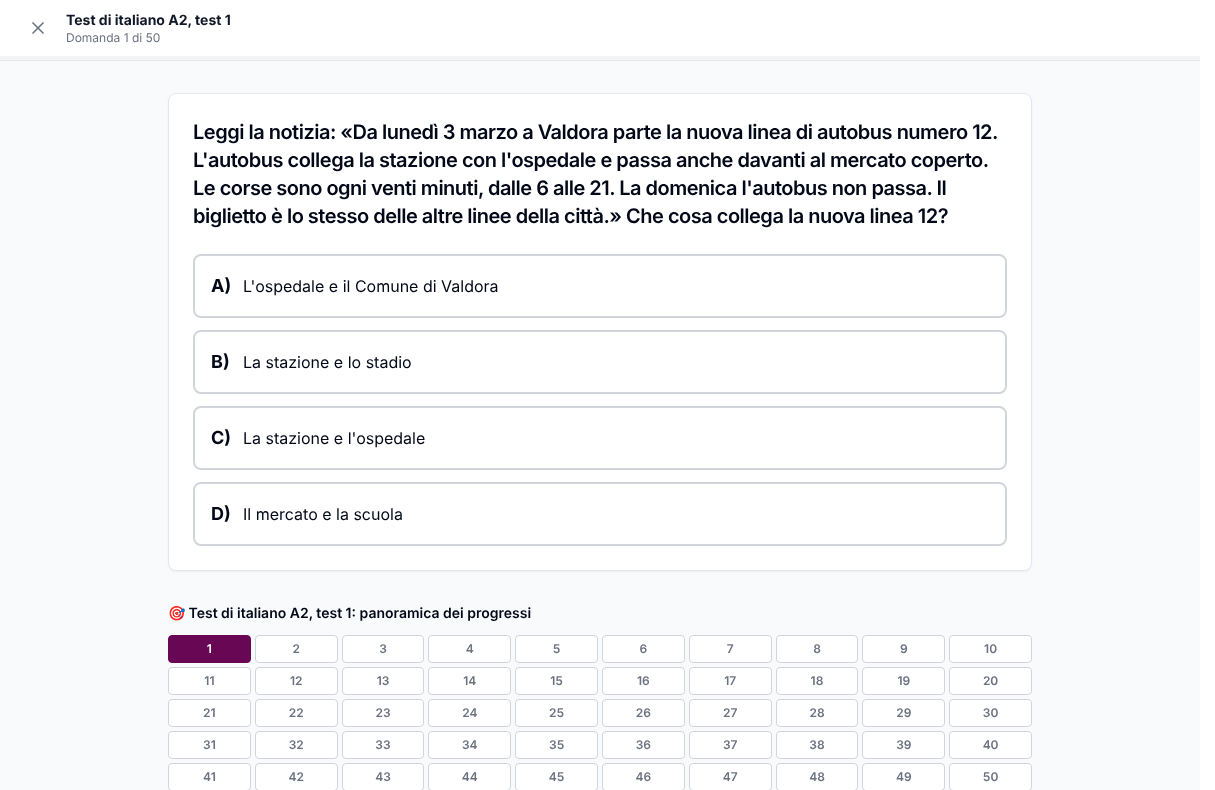 Test di italiano A2, test 1
Domanda 1 di 50
Leggi la notizia: «Da lunedì 3 marzo a Valdora parte la nuova linea di autobus numero 12.
L'autobus collega la stazione con l'ospedale e passa anche davanti al mercato coperto.
Le corse sono ogni venti minuti, dalle 6 alle 21. La domenica l'autobus non passa. Il
biglietto è lo stesso delle altre linee della città.» Che cosa collega la nuova linea 12?
A) L'ospedale e il Comune di Valdora
B) La stazione e lo stadio
C) La stazione e l'ospedale
D) Il mercato e la scuola
🎯 Test di italiano A2, test 1: panoramica dei progressi
1 2 3 4 5 6 7 8 9 10
11 12 13 14 15 16 17 18 19 20
21 22 23 24 25 26 27 28 29 30
31 32 33 34 35 36 37 38 39 40
41 42 43 44 45 46 47 48 49 50